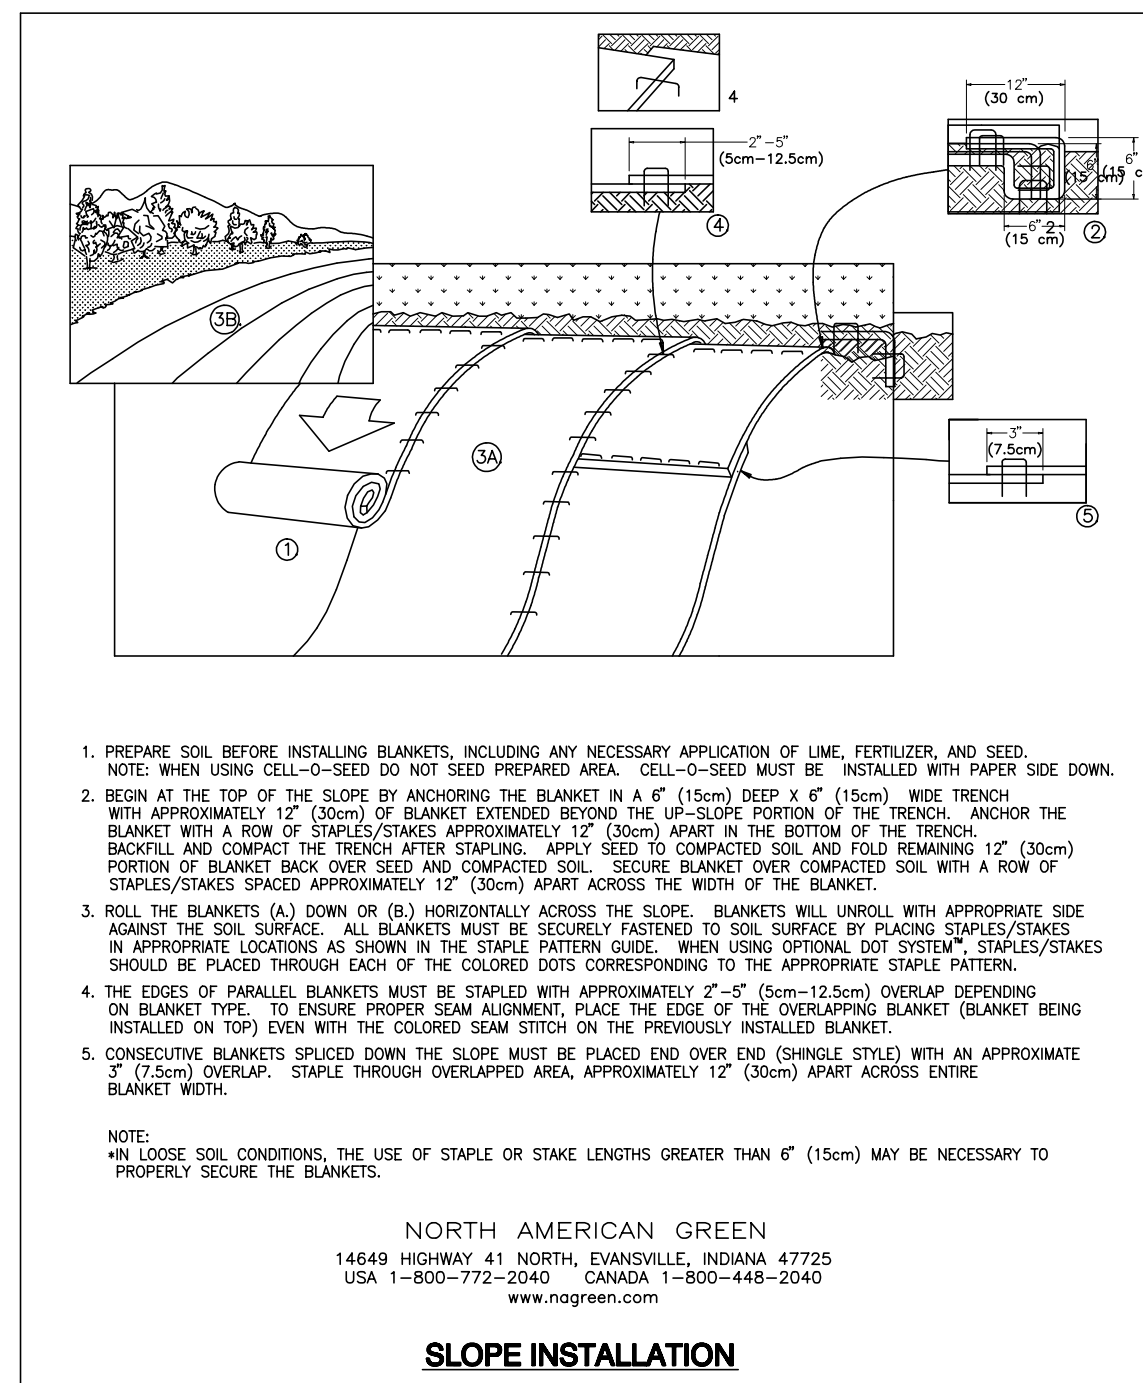 4
12"
(30 cm)
2"-5"
(5cm-12.5cm)
4
6"
(15 cm)
6"
(15 c
6"
2
(15 cm)
2
3B.
3A.
3"
(7.5cm)
5
1
1. PREPARE SOIL BEFORE INSTALLING BLANKETS, INCLUDING ANY NECESSARY APPLICATION OF LIME, FERTILIZER, AND SEED.
NOTE: WHEN USING CELL-O-SEED DO NOT SEED PREPARED AREA. CELL-O-SEED MUST BE INSTALLED WITH PAPER SIDE DOWN.
2. BEGIN AT THE TOP OF THE SLOPE BY ANCHORING THE BLANKET IN A 6" (15cm) DEEP X 6" (15cm) WIDE TRENCH
WITH APPROXIMATELY 12" (30cm) OF BLANKET EXTENDED BEYOND THE UP-SLOPE PORTION OF THE TRENCH. ANCHOR THE
BLANKET WITH A ROW OF STAPLES/STAKES APPROXIMATELY 12" (30cm) APART IN THE BOTTOM OF THE TRENCH.
BACKFILL AND COMPACT THE TRENCH AFTER STAPLING. APPLY SEED TO COMPACTED SOIL AND FOLD REMAINING 12" (30cm)
PORTION OF BLANKET BACK OVER SEED AND COMPACTED SOIL. SECURE BLANKET OVER COMPACTED SOIL WITH A ROW OF
STAPLES/STAKES SPACED APPROXIMATELY 12" (30cm) APART ACROSS THE WIDTH OF THE BLANKET.
3. ROLL THE BLANKETS (A.) DOWN OR (B.) HORIZONTALLY ACROSS THE SLOPE. BLANKETS WILL UNROLL WITH APPROPRIATE SIDE
AGAINST THE SOIL SURFACE. ALL BLANKETS MUST BE SECURELY FASTENED TO SOIL SURFACE BY PLACING STAPLES/STAKES
IN APPROPRIATE LOCATIONS AS SHOWN IN THE STAPLE PATTERN GUIDE. WHEN USING OPTIONAL DOT SYSTEM™, STAPLES/STAKES
SHOULD BE PLACED THROUGH EACH OF THE COLORED DOTS CORRESPONDING TO THE APPROPRIATE STAPLE PATTERN.
4. THE EDGES OF PARALLEL BLANKETS MUST BE STAPLED WITH APPROXIMATELY 2"-5" (5cm-12.5cm) OVERLAP DEPENDING
ON BLANKET TYPE. TO ENSURE PROPER SEAM ALIGNMENT, PLACE THE EDGE OF THE OVERLAPPING BLANKET (BLANKET BEING
INSTALLED ON TOP) EVEN WITH THE COLORED SEAM STITCH ON THE PREVIOUSLY INSTALLED BLANKET.
5. CONSECUTIVE BLANKETS SPLICED DOWN THE SLOPE MUST BE PLACED END OVER END (SHINGLE STYLE) WITH AN APPROXIMATE
3" (7.5cm) OVERLAP. STAPLE THROUGH OVERLAPPED AREA, APPROXIMATELY 12" (30cm) APART ACROSS ENTIRE
BLANKET WIDTH.
NOTE:
*IN LOOSE SOIL CONDITIONS, THE USE OF STAPLE OR STAKE LENGTHS GREATER THAN 6" (15cm) MAY BE NECESSARY TO
PROPERLY SECURE THE BLANKETS.
NORTH AMERICAN GREEN
14649 HIGHWAY 41 NORTH, EVANSVILLE, INDIANA 47725
USA 1-800-772-2040 CANADA 1-800-448-2040
www.nagreen.com
SLOPE INSTALLATION